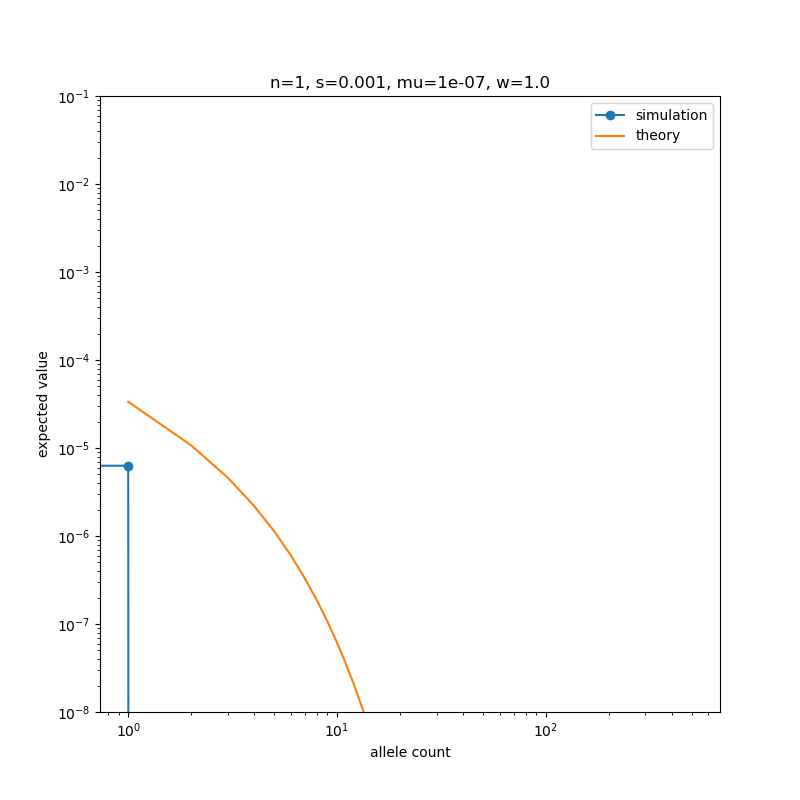 n=1, s=0.001, mu=1e-07, w=1.0
simulation
theory
expected value
10⁻¹
10⁻²
10⁻³
10⁻⁴
10⁻⁵
10⁻⁶
10⁻⁷
10⁻⁸
10⁰
10¹
10²
allele count